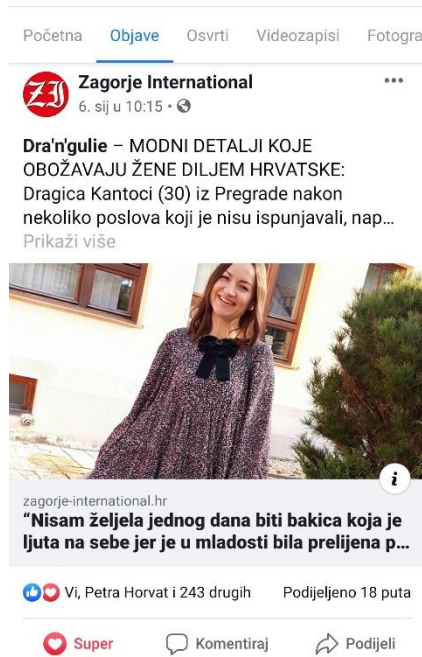 Početna Objave Osvrti Videozapisi Fotogra
ZI
Zagorje International
6. sij u 10:15 •
Dra'n'gulie – MODNI DETALJI KOJE
OBOŽAVAJU ŽENE DILJEM HRVATSKE:
Dragica Kantoci (30) iz Pregrade nakon
nekoliko poslova koji je nisu ispunjavali, nap...
Prikaži više
zagorje-international.hr
“Nisam željela jednog dana biti bakica koja je
ljuta na sebe jer je u mladosti bila prelijena p...
Vi, Petra Horvat i 243 drugih Podijeljeno 18 puta
Super Komentiraj Podijeli